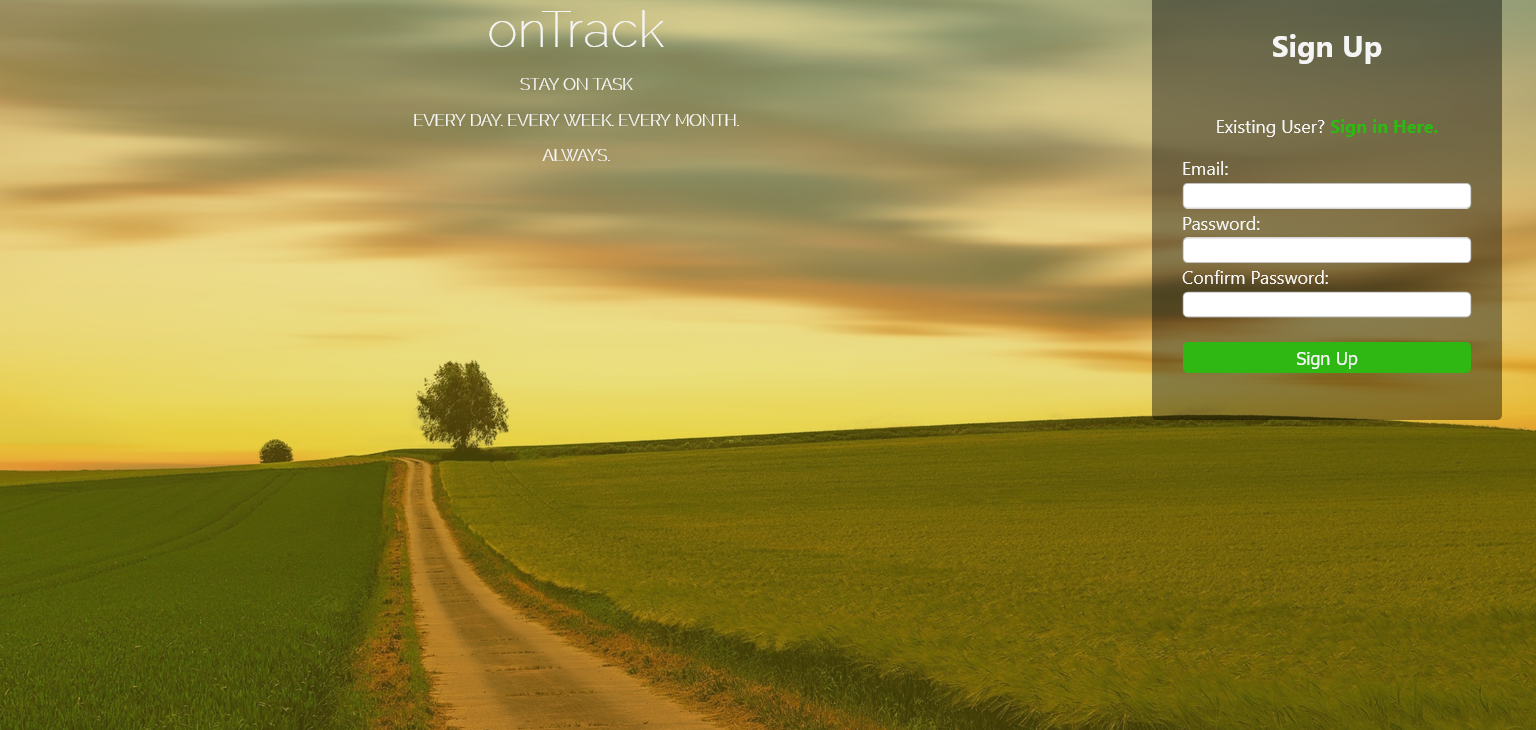 onTrack
STAY ON TASK
EVERY DAY. EVERY WEEK. EVERY MONTH.
ALWAYS.
Sign Up
Existing User? Sign in Here.
Email:
Password:
Confirm Password:
Sign Up